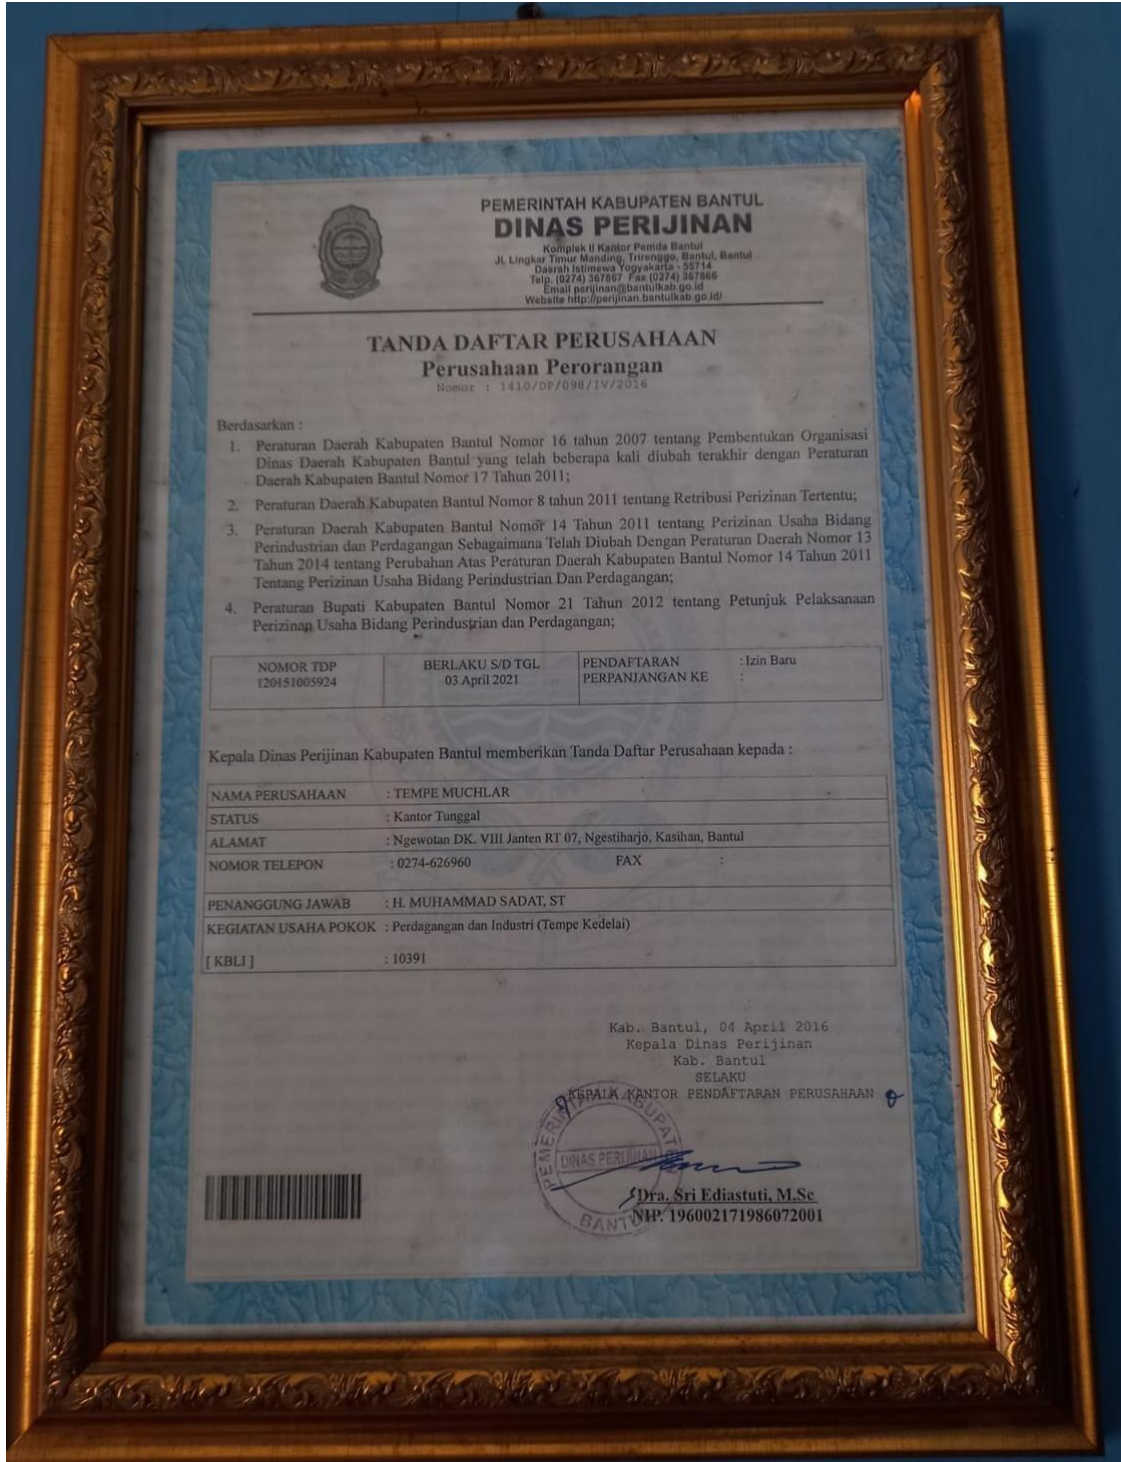 PEMERINTAH KABUPATEN BANTUL
DINAS PERIJINAN
Komplek II Kantor Pemda Bantul
Jl. Lingkar Timur Manding, Trirenggo, Bantul, Bantul
Daerah Istimewa Yogyakarta - 55714
Telp. (0274) 367867 Fax (0274) 367866
Email perijinan@bantulkab.go.id
Website http://perijinan.bantulkab.go.id/
TANDA DAFTAR PERUSAHAAN
Perusahaan Perorangan
Nomor : 1410/DP/098/IV/2016
Berdasarkan :
1. Peraturan Daerah Kabupaten Bantul Nomor 16 tahun 2007 tentang Pembentukan Organisasi
Dinas Daerah Kabupaten Bantul yang telah beberapa kali diubah terakhir dengan Peraturan
Daerah Kabupaten Bantul Nomor 17 Tahun 2011;
2. Peraturan Daerah Kabupaten Bantul Nomor 8 tahun 2011 tentang Retribusi Perizinan Tertentu;
3. Peraturan Daerah Kabupaten Bantul Nomor 14 Tahun 2011 tentang Perizinan Usaha Bidang
Perindustrian dan Perdagangan Sebagaimana Telah Diubah Dengan Peraturan Daerah Nomor 13
Tahun 2014 tentang Perubahan Atas Peraturan Daerah Kabupaten Bantul Nomor 14 Tahun 2011
Tentang Perizinan Usaha Bidang Perindustrian Dan Perdagangan;
4. Peraturan Bupati Kabupaten Bantul Nomor 21 Tahun 2012 tentang Petunjuk Pelaksanaan
Perizinan Usaha Bidang Perindustrian dan Perdagangan;
NOMOR TDP BERLAKU S/D TGL PENDAFTARAN : Izin Baru
120151005924 03 April 2021 PERPANJANGAN KE :
Kepala Dinas Perijinan Kabupaten Bantul memberikan Tanda Daftar Perusahaan kepada :
NAMA PERUSAHAAN : TEMPE MUCHLAR
STATUS : Kantor Tunggal
ALAMAT : Ngewotan DK. VIII Janten RT 07, Ngestiharjo, Kasihan, Bantul
NOMOR TELEPON : 0274-626960 FAX :
PENANGGUNG JAWAB : H. MUHAMMAD SADAT, ST
KEGIATAN USAHA POKOK : Perdagangan dan Industri (Tempe Kedelai)
[ KBLI ] : 10391
Kab. Bantul, 04 April 2016
Kepala Dinas Perijinan
Kab. Bantul
SELAKU
KEPALA KANTOR PENDAFTARAN PERUSAHAAN
PEMERINTAH KABUPATEN
DINAS PERIJINAN
BANTUL
Dra. Sri Ediastuti, M.Sc
NIP. 196002171986072001